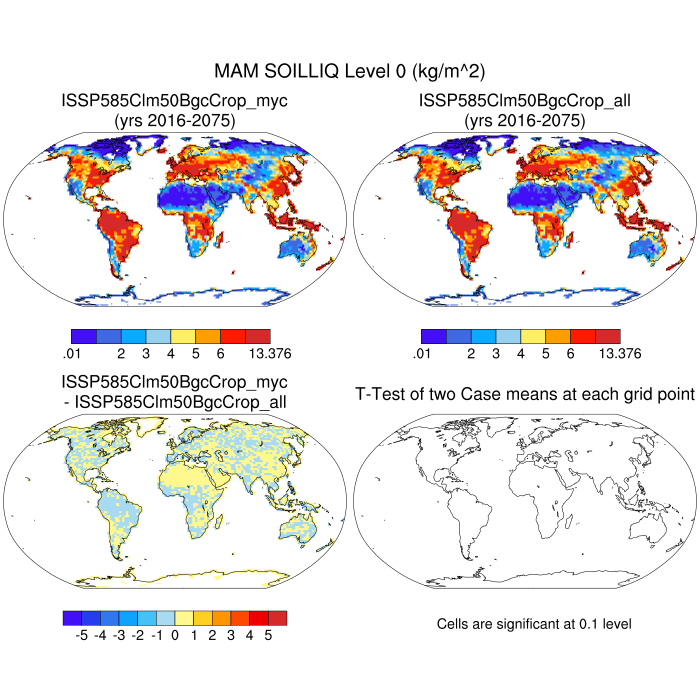 MAM SOILLIQ Level 0 (kg/m^2)
ISSP585Clm50BgcCrop_myc
(yrs 2016-2075)
ISSP585Clm50BgcCrop_all
(yrs 2016-2075)
.01 2 3 4 5 6 13.376
.01 2 3 4 5 6 13.376
ISSP585Clm50BgcCrop_myc
- ISSP585Clm50BgcCrop_all
T-Test of two Case means at each grid point
-5 -4 -3 -2 -1 0 1 2 3 4 5
Cells are significant at 0.1 level